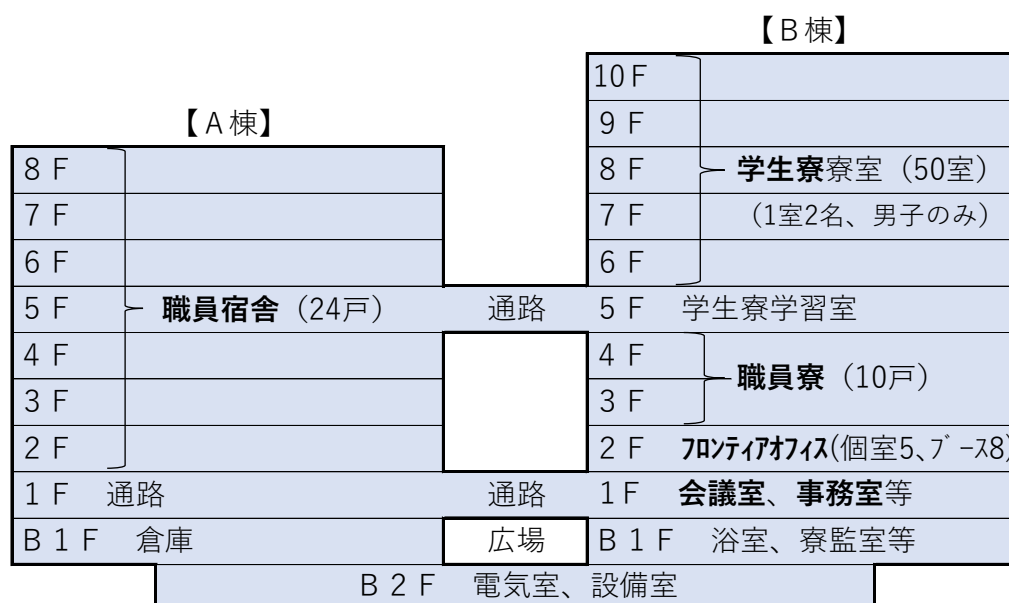 【Ｂ棟】
10Ｆ
【Ａ棟】
９Ｆ
８Ｆ
８Ｆ 学生寮寮室（50室）
７Ｆ
７Ｆ （1室2名、男子のみ）
６Ｆ
６Ｆ
５Ｆ 職員宿舎（24戸）
通路
５Ｆ 学生寮学習室
４Ｆ
４Ｆ
職員寮（10戸）
３Ｆ
３Ｆ
２Ｆ
２Ｆ ﾌﾛﾝﾃｨｱｵﾌｨｽ(個室5、ﾌﾞｰｽ8)
１Ｆ 通路
通路
１Ｆ 会議室、事務室等
Ｂ１Ｆ 倉庫
広場
Ｂ１Ｆ 浴室、寮監室等
Ｂ２Ｆ 電気室、設備室